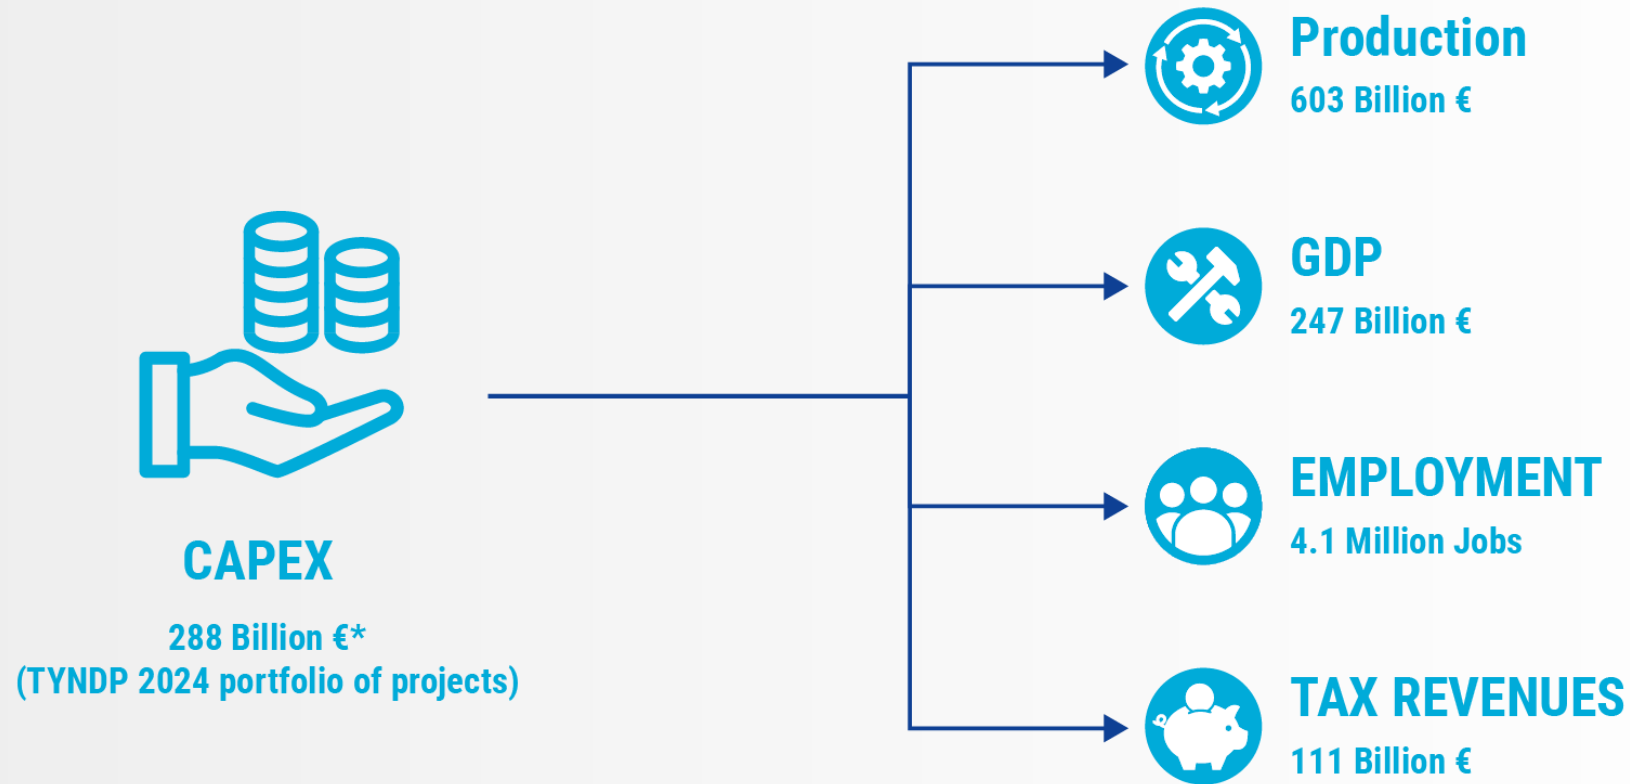 CAPEX
288 Billion €*
(TYNDP 2024 portfolio of projects)
Production
603 Billion €
GDP
247 Billion €
EMPLOYMENT
4.1 Million Jobs
TAX REVENUES
111 Billion €